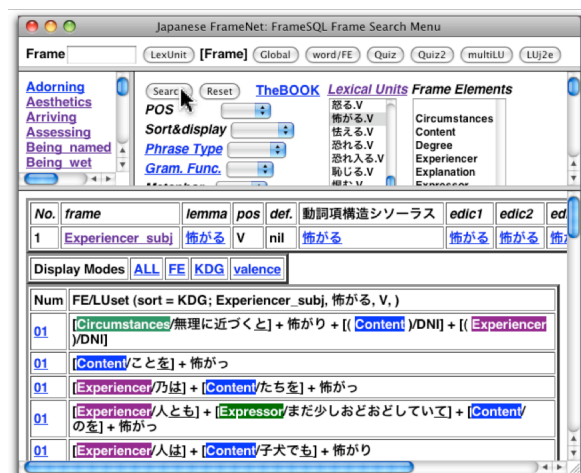 Japanese FrameNet: FrameSQL Frame Search Menu
Frame LexUnit [Frame] Global word/FE Quiz Quiz2 multiLU LUj2e
Adorning
Aesthetics
Arriving
Assessing
Being_named
Being_wet
Searc Reset TheBOOK Lexical Units Frame Elements
POS
Sort&display
Phrase Type
Gram. Func.
怒る.V
怖がる.V
怯える.V
恐れる.V
恐れ入る.V
恥じる.V
Circumstances
Content
Degree
Experiencer
Explanation
Expressor
No. frame lemma pos def. 動詞項構造シソーラス edic1 edic2 ed
1 Experiencer_subj 怖がる V nil 怖がる 怖がる 怖がる
Display Modes ALL FE KDG valence
Num FE/LUset (sort = KDG; Experiencer_subj, 怖がる, V, )
01 [Circumstances/無理に近づくと] + 怖がり + [( Content )/DNI] + [( Experiencer
)/DNI]
01 [Content/ことを] + 怖がっ
01 [Experiencer/乃は] + [Content/たちを] + 怖がっ
01 [Experiencer/人とも] + [Expressor/まだ少しおどおどしていて] + [Content/
のを] + 怖がっ
01 [Experiencer/人は] + [Content/子犬でも] + 怖がり